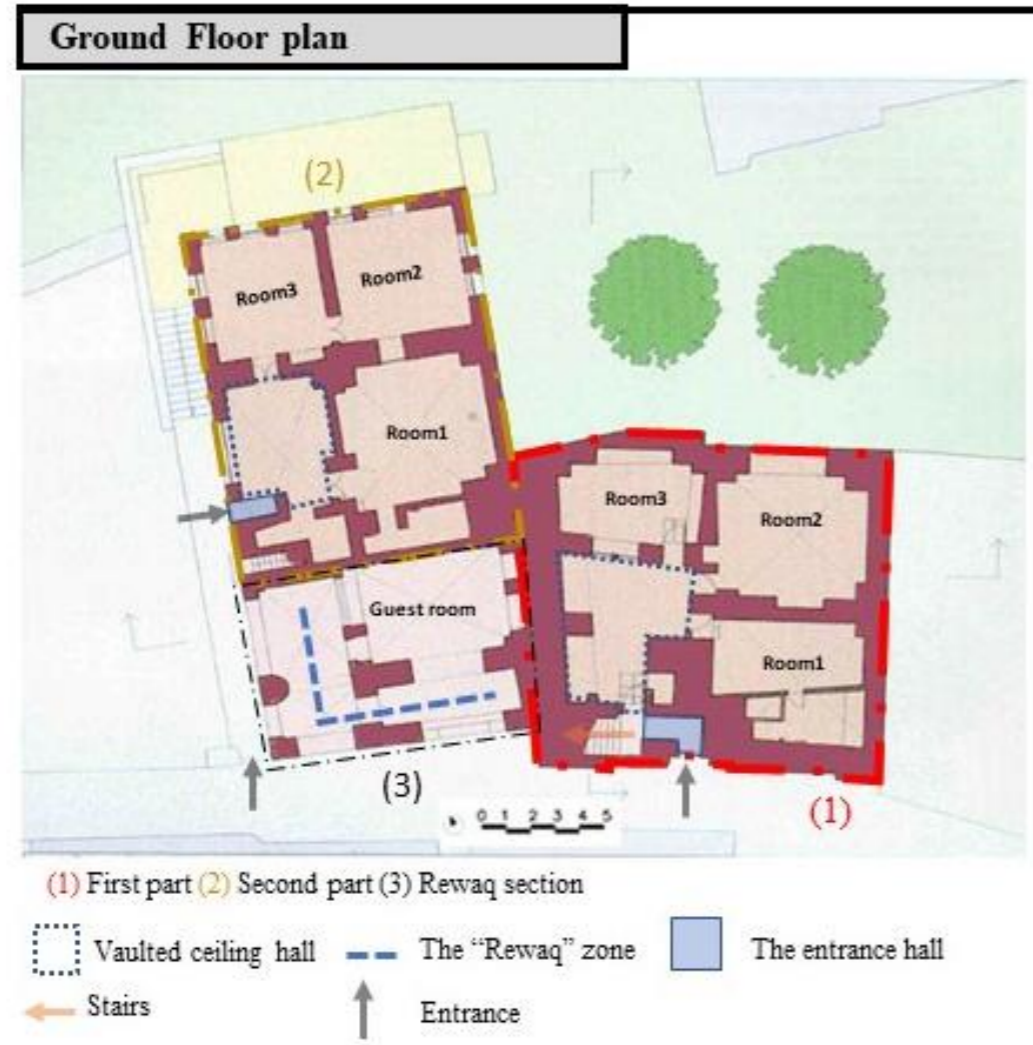 Ground Floor plan
(2)
Room3
Room2
Room1
Room3
Room2
Guest room
Room1
(3)
0 1 2 3 4 5
(1)
(1) First part (2) Second part (3) Rewaq section
Vaulted ceiling hall
The “Rewaq” zone
The entrance hall
Stairs
Entrance